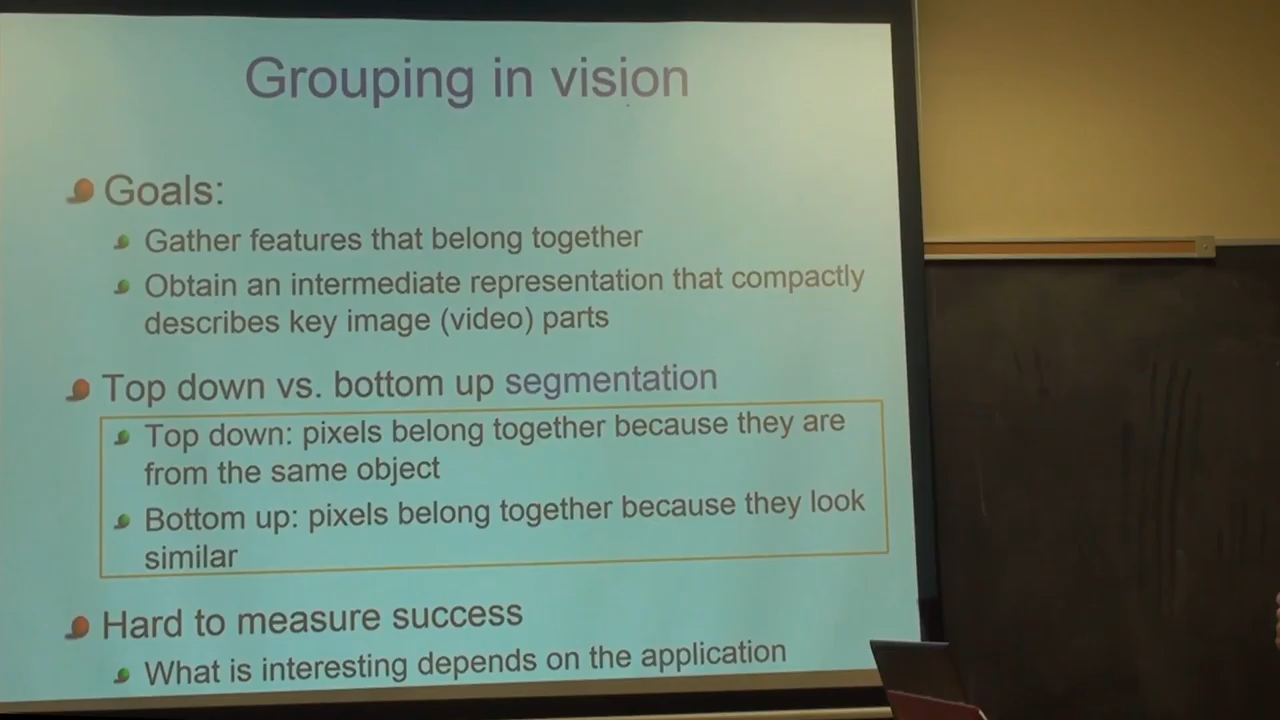 Grouping in vision
Goals:
Gather features that belong together
Obtain an intermediate representation that compactly
describes key image (video) parts
Top down vs. bottom up segmentation
Top down: pixels belong together because they are
from the same object
Bottom up: pixels belong together because they look
similar
Hard to measure success
What is interesting depends on the application